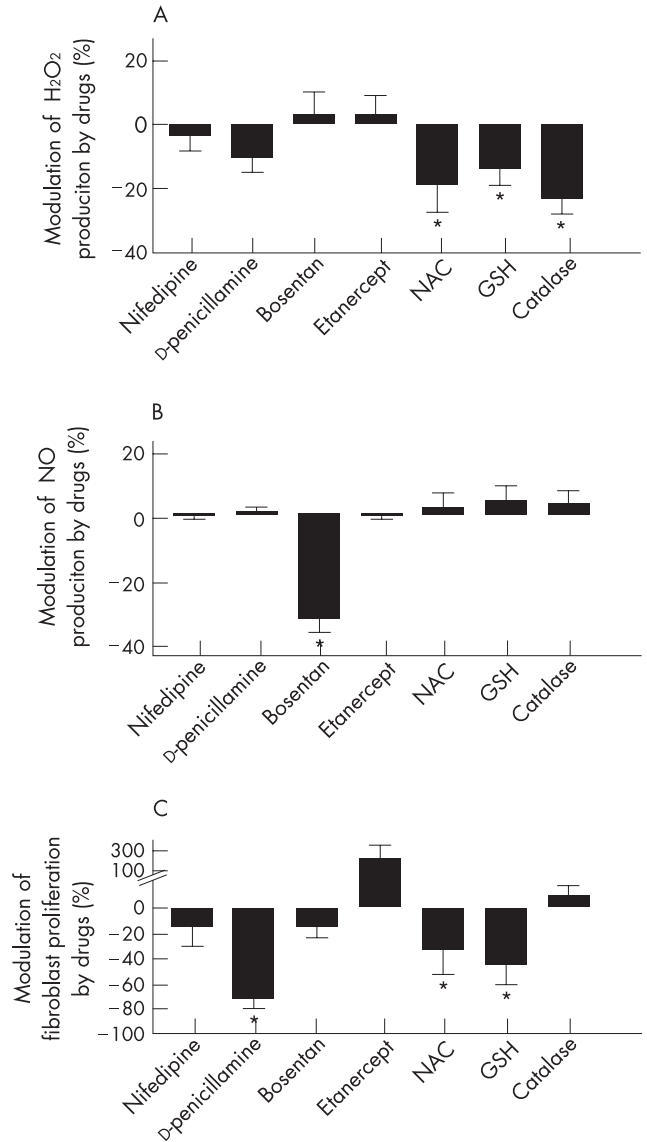 A
Modulation of H₂O₂
produciton by drugs (%)
20
0
−20
−40
*
*
*
Nifedipine
D-penicillamine
Bosentan
Etanercept
NAC
GSH
Catalase
B
Modulation of NO
produciton by drugs (%)
20
0
−20
−40
*
Nifedipine
D-penicillamine
Bosentan
Etanercept
NAC
GSH
Catalase
C
Modulation of
fibroblast proliferation
by drugs (%)
300
100
0
−20
−40
−60
−80
−100
*
*
*
Nifedipine
D-penicillamine
Bosentan
Etanercept
NAC
GSH
Catalase